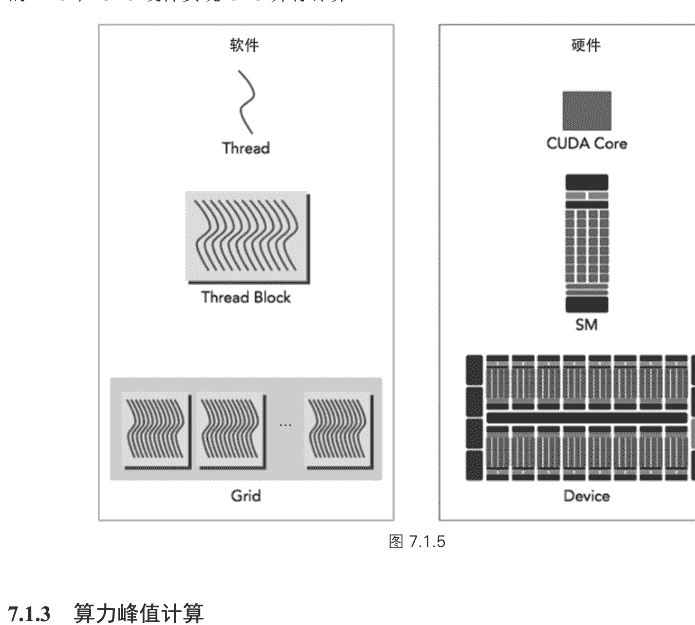 软件
硬件
Thread
CUDA Core
Thread Block
SM
...
Grid
Device
图 7.1.5
7.1.3 算力峰值计算